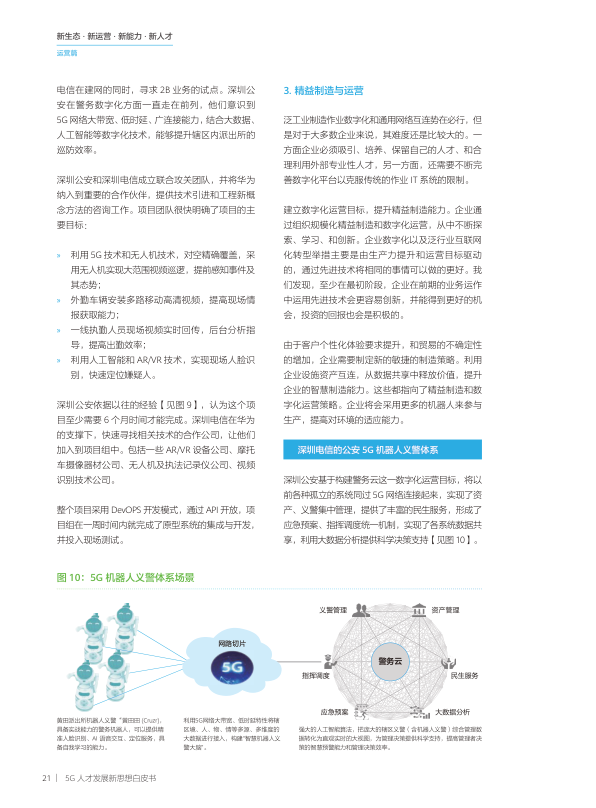 新生态 · 新运营 · 新能力 · 新人才
运营篇
电信在建网的同时，寻求 2B 业务的试点。深圳公
安在警务数字化方面一直走在前列，他们意识到
5G 网络大带宽、低时延、广连接能力，结合大数据、
人工智能等数字化技术，能够提升辖区内派出所的
巡防效率。
深圳公安和深圳电信成立联合攻关团队，并将华为
纳入到重要的合作伙伴，提供技术引进和工程新概
念方法的咨询工作。项目团队很快明确了项目的主
要目标：
» 利用 5G 技术和无人机技术，对空精确覆盖，采
用无人机实现大范围视频巡逻，提前感知事件及
其态势；
» 外勤车辆安装多路移动高清视频，提高现场情
报获取能力；
» 一线执勤人员现场视频实时回传，后台分析指
导，提高出勤效率；
» 利用人工智能和 AR/VR 技术，实现现场人脸识
别，快速定位嫌疑人。
深圳公安依据以往的经验【见图 9】，认为这个项
目至少需要 6 个月时间才能完成。深圳电信在华为
的支撑下，快速寻找相关技术的合作公司，让他们
加入到项目组中。包括一些 AR/VR 设备公司、摩托
车摄像器材公司、无人机及执法记录仪公司、视频
识别技术公司。
整个项目采用 DevOPS 开发模式，通过 API 开放，项
目组在一周时间内就完成了原型系统的集成与开发，
并投入现场测试。
3. 精益制造与运营
泛工业制造作业数字化和通用网络互连势在必行，但
是对于大多数企业来说，其难度还是比较大的。一
方面企业必须吸引、培养、保留自己的人才、和合
理利用外部专业性人才，另一方面，还需要不断完
善数字化平台以克服传统的作业 IT 系统的限制。
建立数字化运营目标，提升精益制造能力。企业通
过组织规模化精益制造和数字化运营，从中不断探
索、学习、和创新。企业数字化以及泛行业互联网
化转型举措主要是由生产力提升和运营目标驱动
的，通过先进技术将相同的事情可以做的更好。我
们发现，至少在最初阶段，企业在前期的业务运作
中运用先进技术会更容易创新，并能得到更好的机
会，投资的回报也会是积极的。
由于客户个性化体验要求提升，和贸易的不确定性
的增加，企业需要制定新的敏捷的制造策略。利用
企业设施资产互连，从数据共享中释放价值，提升
企业的智慧制造能力。这些都指向了精益制造和数
字化运营策略。企业将会采用更多的机器人来参与
生产，提高对环境的适应能力。
深圳电信的公安 5G 机器人义警体系
深圳公安基于构建警务云这一数字化运营目标，将以
前各种孤立的系统同过 5G 网络连接起来，实现了资
产、义警集中管理，提供了丰富的民生服务，形成了
应急预案、指挥调度统一机制，实现了各系统数据共
享，利用大数据分析提供科学决策支持【见图 10】。
图 10：5G 机器人义警体系场景
网路切片
5G
义警管理
资产管理
指挥调度
警务云
民生服务
应急预案
大数据分析
莆田派出所机器人义警“莆田田 (Cruzr)，
具备实战能力的警务机器人，可以提供精
准人脸识别、AI 语音交互、定位服务，具
备自我学习的能力。
利用5G网络大带宽、低时延特性将辖
区境、人、物、情等多源、多维度的
大数据进行接入，构建“智慧机器人义
警大脑”。
强大的人工智能算法，把庞大的辖区义警（含机器人义警）综合管理数
据转化为直观实时的大视图，为管理决策提供科学支持，提高管理者决
策的智慧预警能力和管理决策效率。
21 | 5G 人才发展新思想白皮书